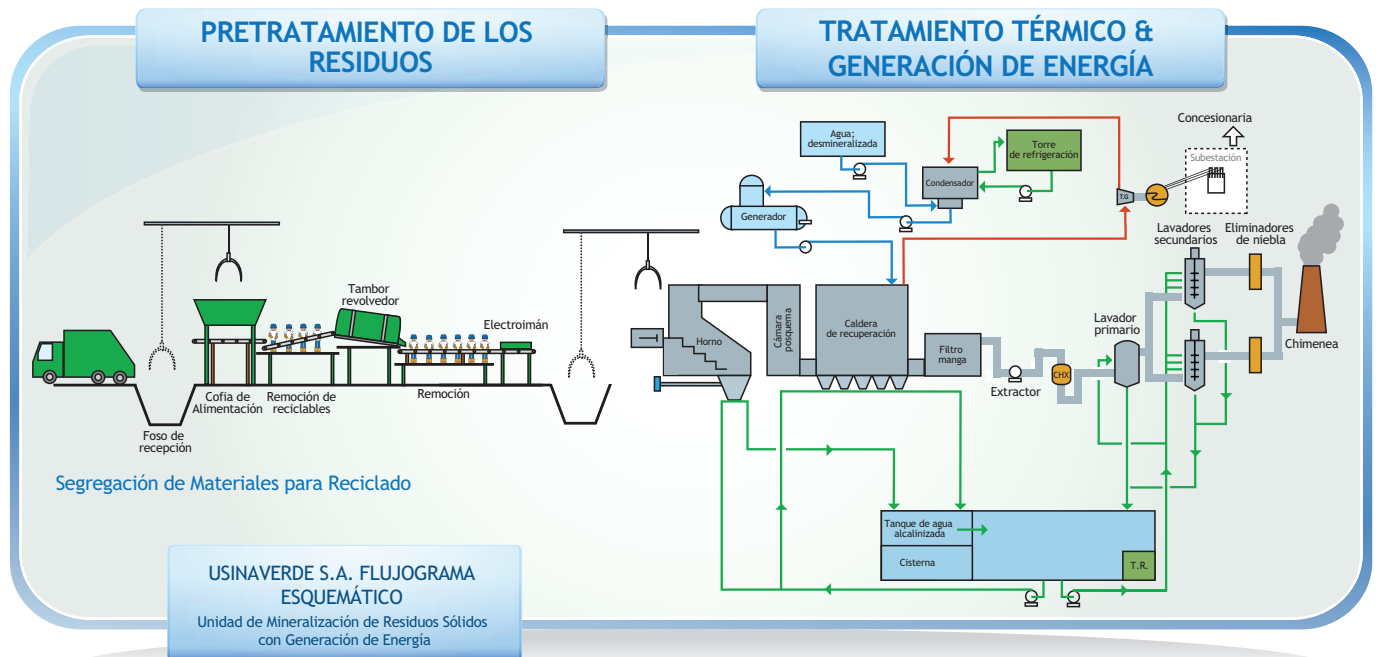 PRETRATAMIENTO DE LOS
RESIDUOS
TRATAMIENTO TÉRMICO &
GENERACIÓN DE ENERGÍA
Concesionaria
Subestación
Agua;
desmineralizada
Torre
de refrigeración
Condensador
T.G
Generador
Lavadores
secundarios
Eliminadores
de niebla
Tambor
revolvedor
Electroimán
Horno
Cámara
posquema
Caldera
de recuperación
Filtro
manga
Extractor
CHX
Lavador
primario
Chimenea
Cofia de
Alimentación
Remoción de
reciclables
Remoción
Foso de
recepción
Segregación de Materiales para Reciclado
Tanque de agua
alcalinizada
Cisterna
T.R.
USINAVERDE S.A. FLUJOGRAMA
ESQUEMÁTICO
Unidad de Mineralización de Residuos Sólidos
con Generación de Energía